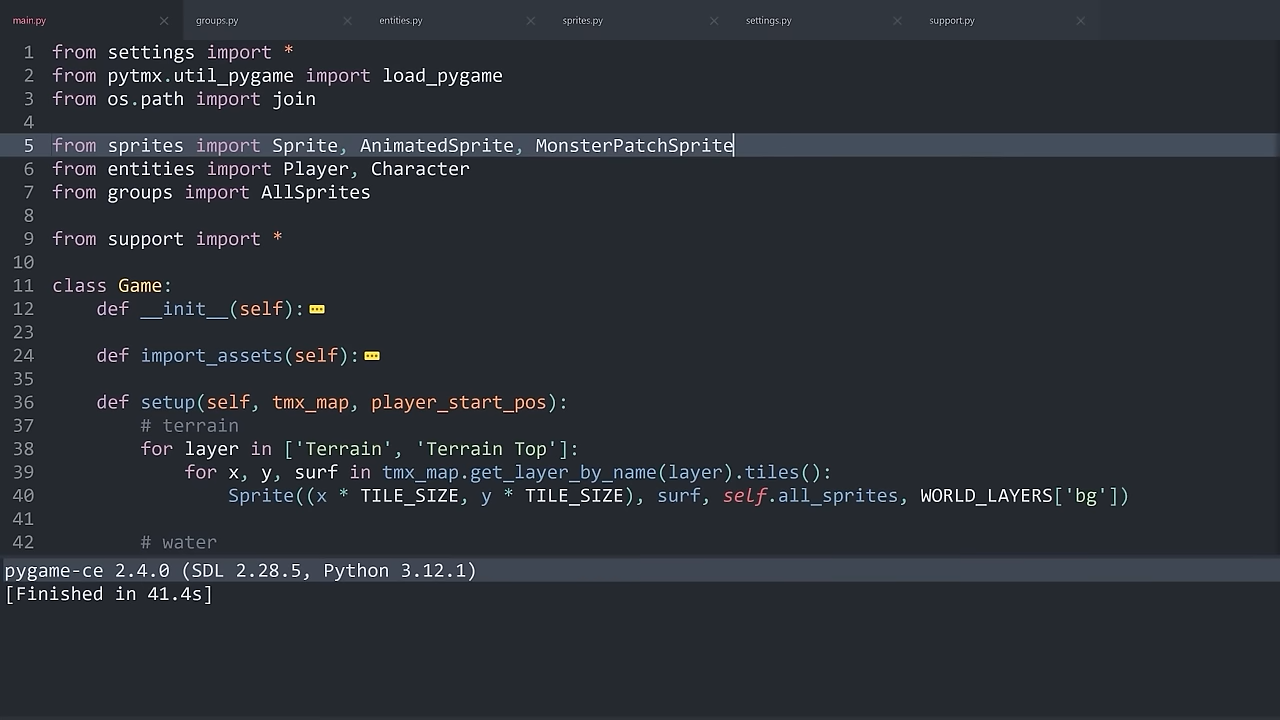 main.py groups.py entities.py sprites.py settings.py support.py
1 from settings import *
2 from pytmx.util_pygame import load_pygame
3 from os.path import join
4
5 from sprites import Sprite, AnimatedSprite, MonsterPatchSprite
6 from entities import Player, Character
7 from groups import AllSprites
8
9 from support import *
10
11 class Game:
12     def __init__(self):
23
24     def import_assets(self):
35
36     def setup(self, tmx_map, player_start_pos):
37         # terrain
38         for layer in ['Terrain', 'Terrain Top']:
39             for x, y, surf in tmx_map.get_layer_by_name(layer).tiles():
40                 Sprite((x * TILE_SIZE, y * TILE_SIZE), surf, self.all_sprites, WORLD_LAYERS['bg'])
41
42         # water
pygame-ce 2.4.0 (SDL 2.28.5, Python 3.12.1)
[Finished in 41.4s]